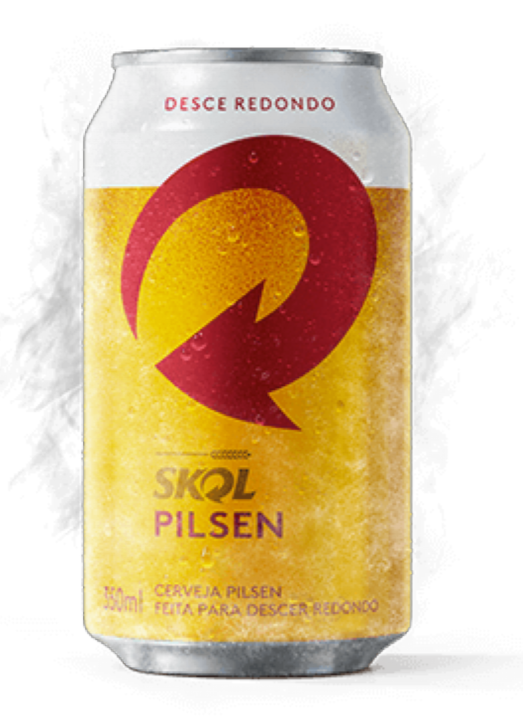 DESCE REDONDO
SKOL
PILSEN
350ml
CERVEJA PILSEN
FEITA PARA DESCER REDONDO